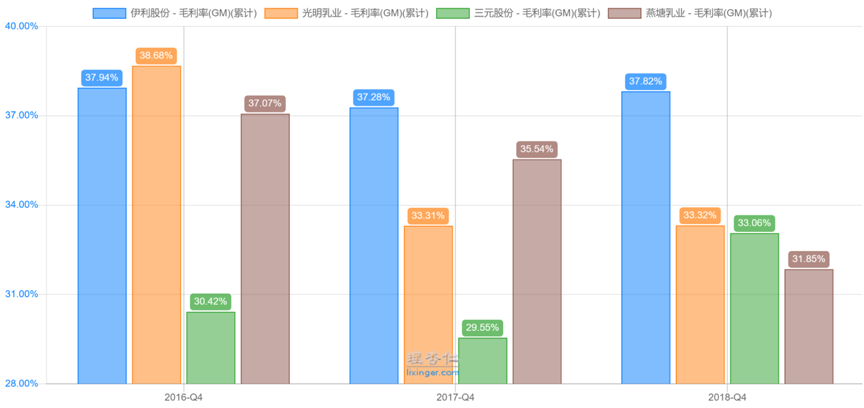 伊利股份 - 毛利率(GM)(累计) 光明乳业 - 毛利率(GM)(累计) 三元股份 - 毛利率(GM)(累计) 燕塘乳业 - 毛利率(GM)(累计)
40.00%
38.68%
37.94% 37.28% 37.82%
37.00% 37.07%
35.54%
34.00% 33.31% 33.32% 33.06%
31.85%
31.00% 30.42%
29.55%
理杏仁
lixinger.com
28.00%
2016-Q4 2017-Q4 2018-Q4